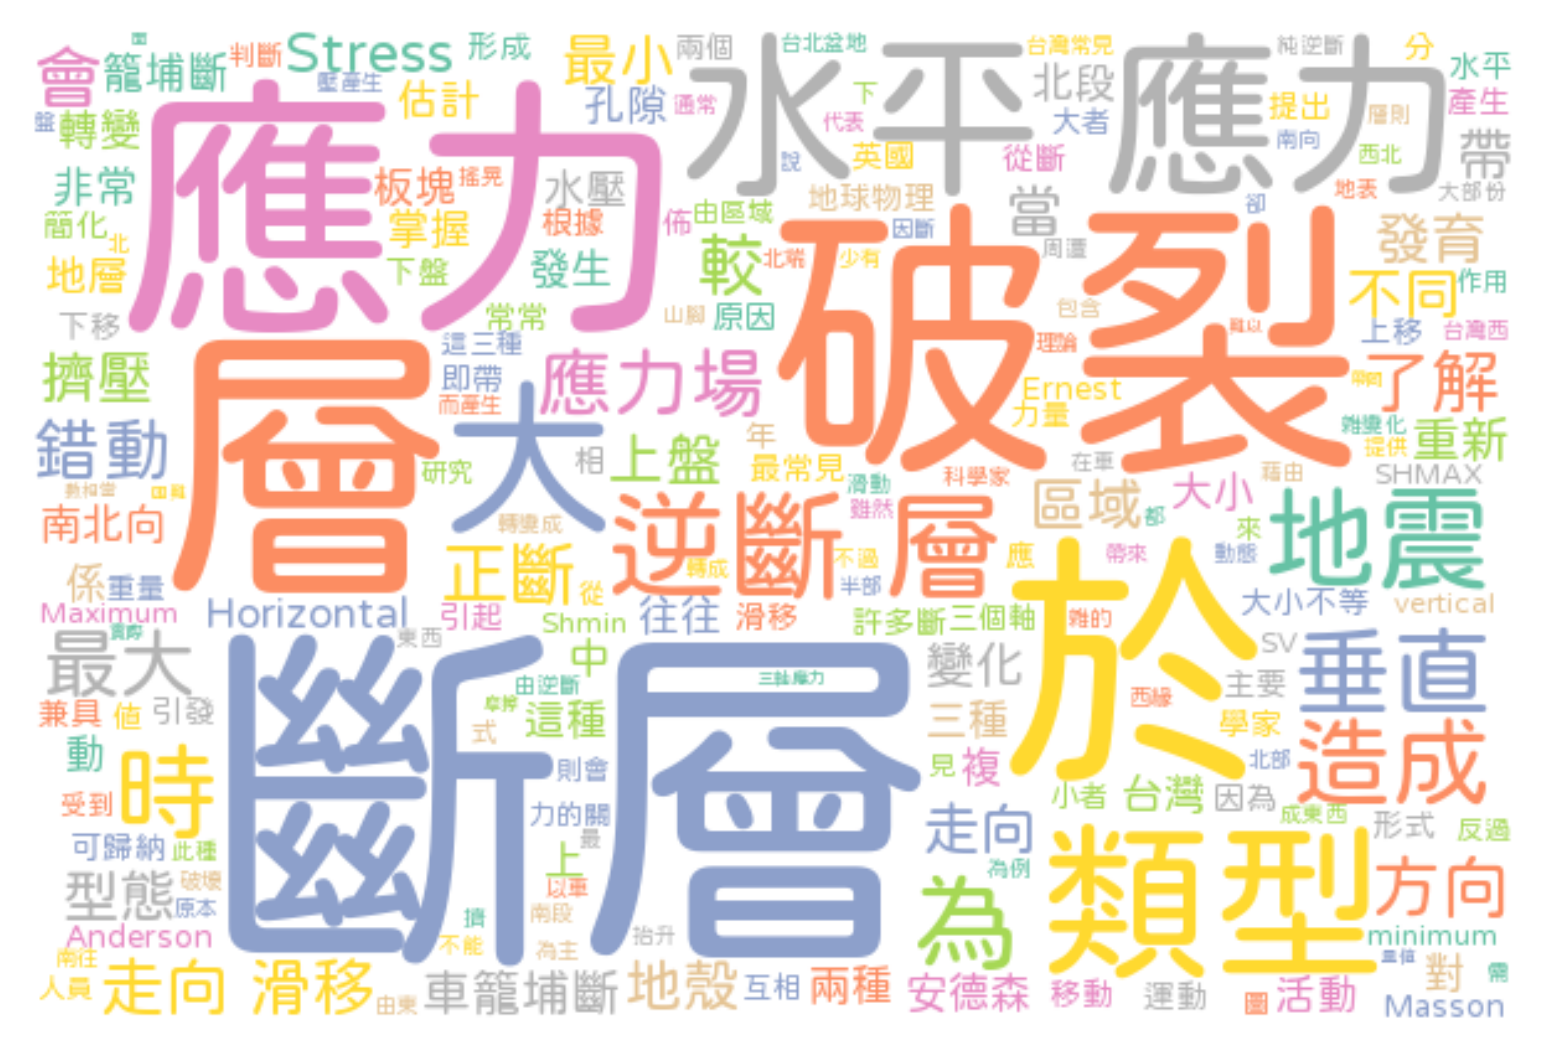 會
籠埔斷
判斷
Stress
形成
最小
兩個
水平
台北盆地
台灣常見
應力
純逆斷
分
水平
壓產生
估計
孔隙
通常
下
北段
大者
提出
層則
產生
盤
轉變
應力
代表
南向
西北
帶
非常
板塊
搖晃
水壓
說
英國
從斷
地表
大部份
簡化
北
掌握
根據
佈
由區域
地球物理
因斷
當
卻
發育
地層
下盤
發生
較
北端
少有
周遭
破裂
不同
作用
下移
常常
山腳
原因
包含
難以
上移
台灣西
擠壓
層
這三種
即帶
而產生
應力場
理論
Ernest
力量
了解
錯動
大
研究
相
上盤
年
最常見
滑動
科學家
在車
雖然
藉由
大小
SHMAX
提供
重新
雜變化
南北向
轉變成
逆斷層
區域
都
來
地震
正斷
從
轉成
不過
半部
應
帶來
動態
係
重量
Maximum
Horizontal
引起
Shmin
往往
滑移
許多斷
三個軸
雜的
於
大小不等
vertical
最大
實際
東西
斷層
中
由逆斷
三軸應力
變化
SV
主要
垂直
兼具
值
引發
摩擦
式
這種
三種
西緣
學家
動
時
則會
見
複
北部
造成
受到
力的關
小者
台灣
因為
成東西
形式
反過
可歸納
此種
最
上
走向
為例
類型
型態
破壞
原本
以車
擠
南段
為
方向
Anderson
不能
為主
抬升
minimum
南往
人員
走向
滑移
由東
車籠埔斷
地殼
互相
兩種
安德森
移動
運動
圖
活動
對
需
Masson